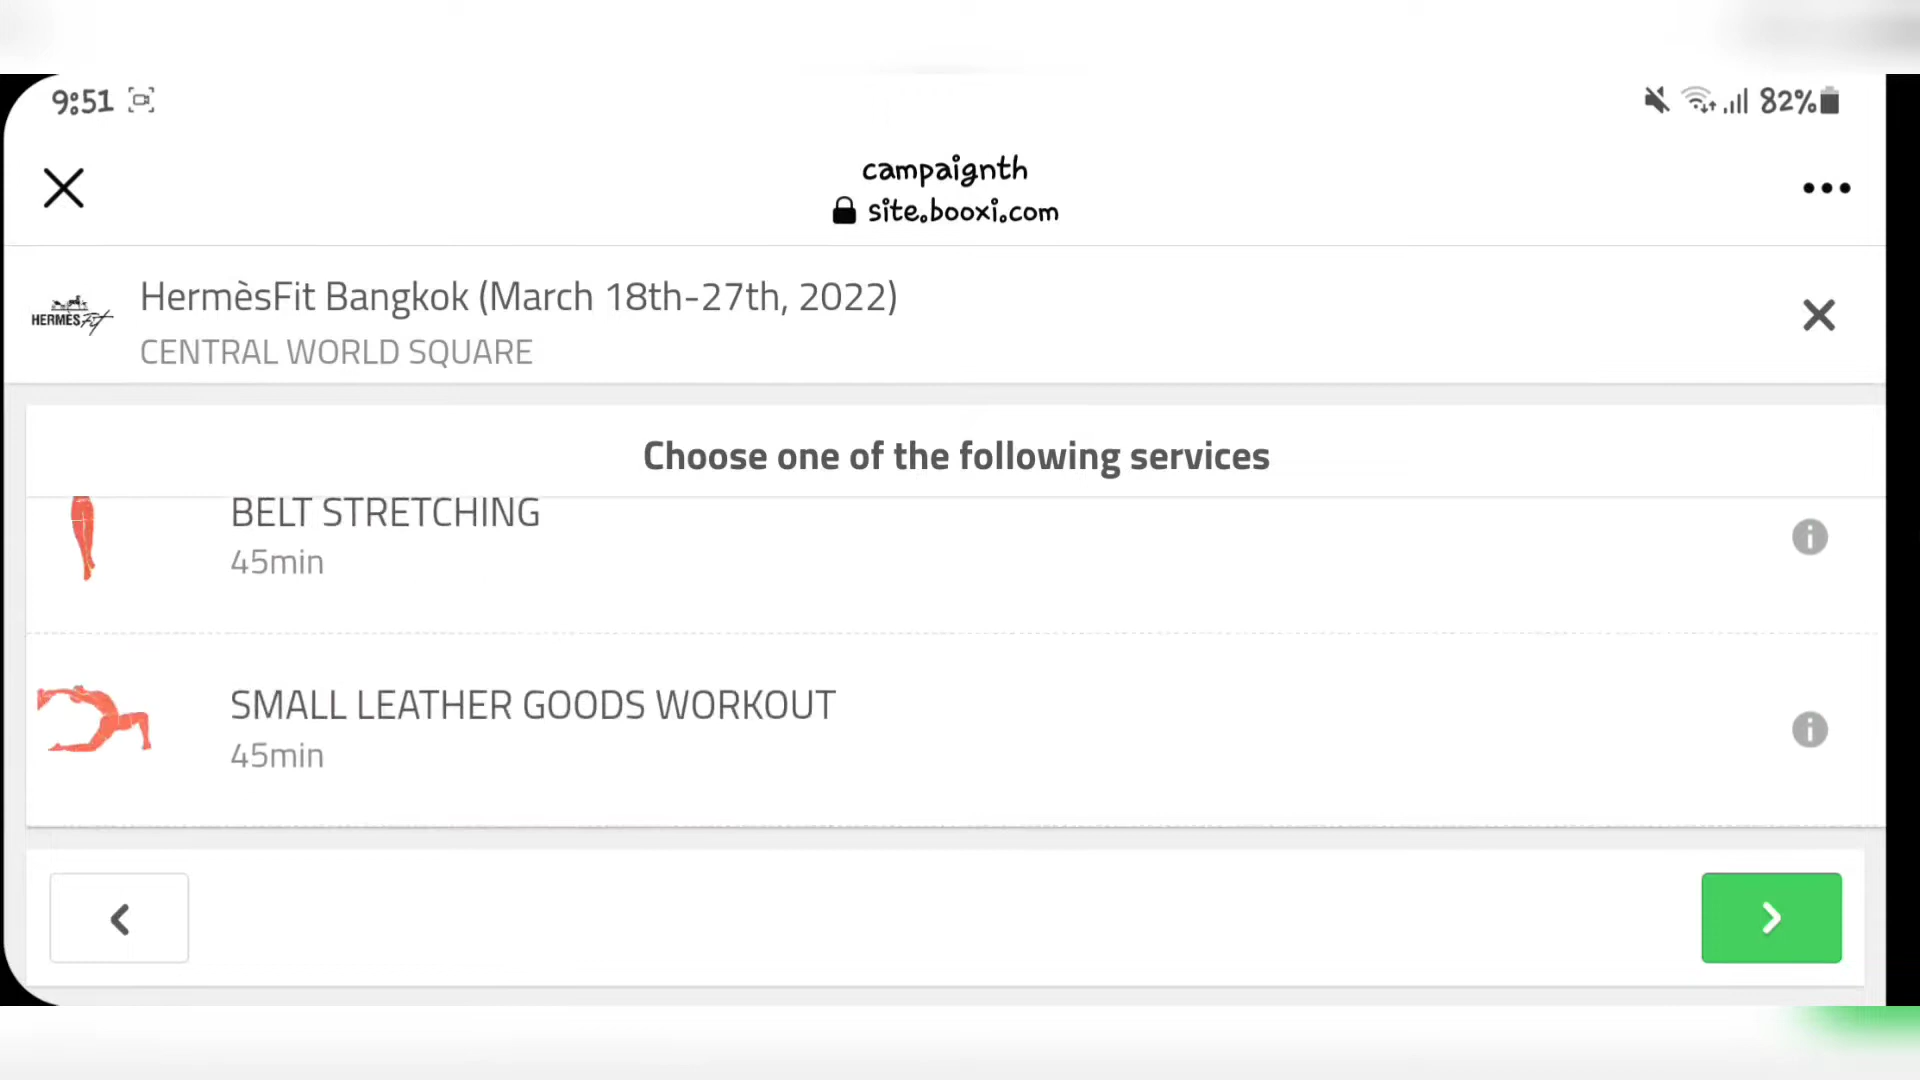 9:51
82%
campaignth
site.booxi.com
HERMÈSFit
HermèsFit Bangkok (March 18th-27th, 2022)
CENTRAL WORLD SQUARE
Choose one of the following services
BELT STRETCHING
45min
SMALL LEATHER GOODS WORKOUT
45min